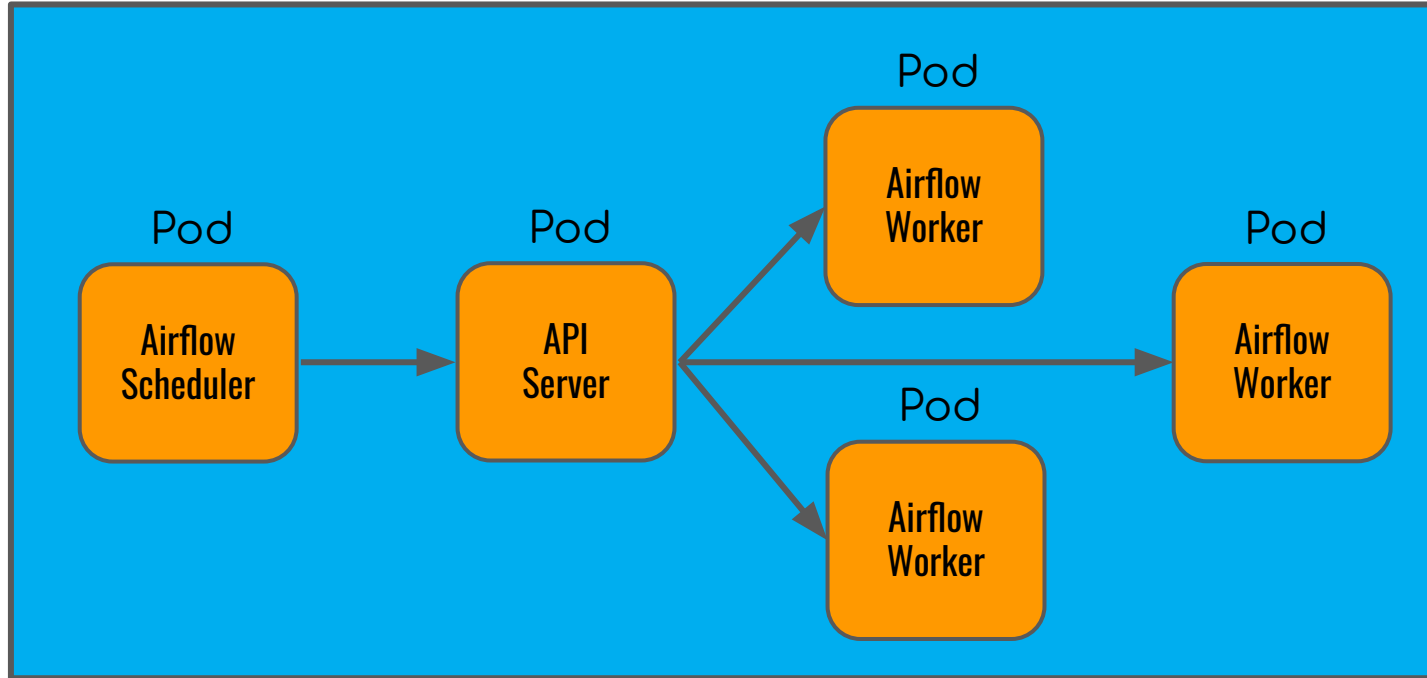 Pod
Airflow
Scheduler
Pod
API
Server
Pod
Airflow
Worker
Pod
Airflow
Worker
Pod
Airflow
Worker